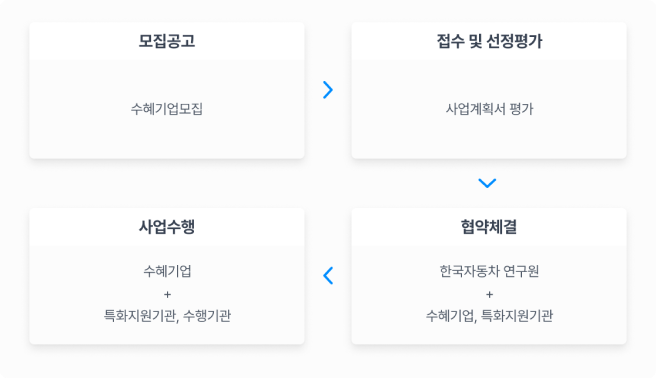 모집공고
수혜기업모집
접수 및 선정평가
사업계획서 평가
협약체결
한국자동차 연구원
+
수혜기업, 특화지원기관
사업수행
수혜기업
+
특화지원기관, 수행기관